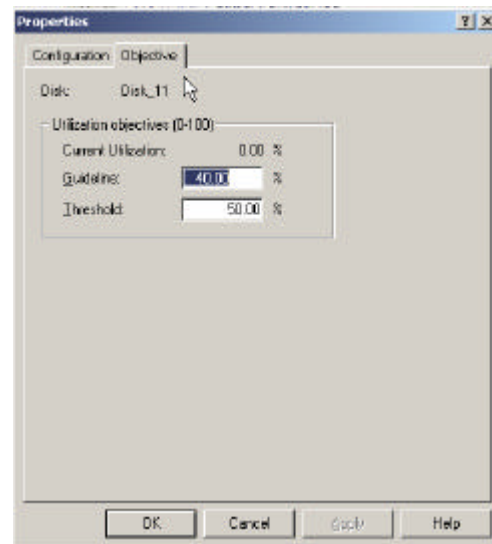 Properties
Configuration Objective
Disk: Disk_11
Utilization objectives (0-100)
Current Utilization: 0.00 %
Guideline: 40.00 %
Threshold: 50.00 %
OK Cancel Apply Help